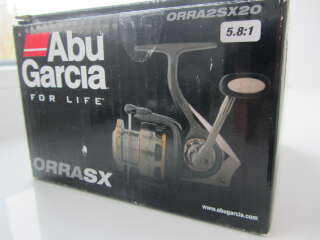 ORRA2SX20
5.8:1
Abu
Garcia
FOR LIFE
ORRASX
www.abugarcia.com